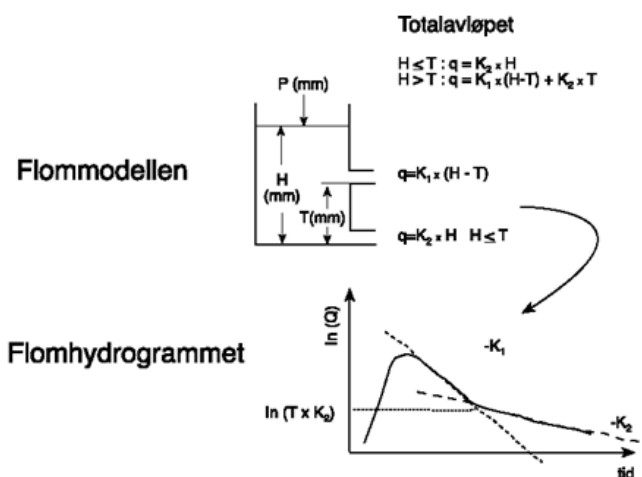 Totalavløpet
H ≤ T : q = K₂ x H
H > T : q = K₁ x (H-T) + K₂ x T
P (mm)
Flommodellen
H
(mm)
T(mm)
q=K₁ x (H - T)
q=K₂ x H H ≤ T
Flomhydrogrammet
ln (Q)
-K₁
ln (T x K₂)
-K₂
tid